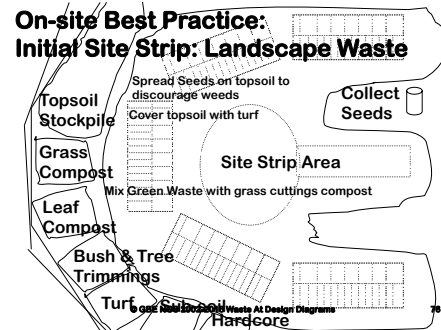 On-site Best Practice:
Initial Site Strip: Landscape Waste
Spread Seeds on topsoil to
discourage weeds
Collect
Seeds
Topsoil
Stockpile
Cover topsoil with turf
Grass
Compost
Site Strip Area
Mix Green Waste with grass cuttings compost
Leaf
Compost
Bush & Tree
Trimmings
Turf
Sub-soil
Waste At Design Diagrams
76
Hardcore